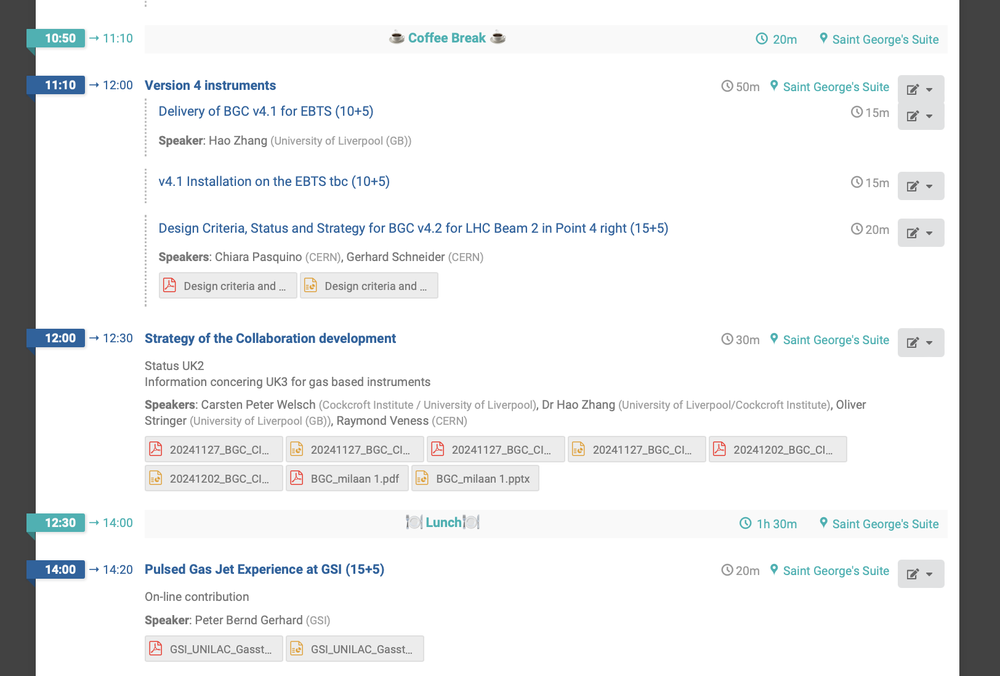 10:50 → 11:10 Coffee Break 20m Saint George's Suite
11:10 → 12:00 Version 4 instruments 50m Saint George's Suite
Delivery of BGC v4.1 for EBTS (10+5) 15m
Speaker: Hao Zhang (University of Liverpool (GB))
v4.1 Installation on the EBTS tbc (10+5) 15m
Design Criteria, Status and Strategy for BGC v4.2 for LHC Beam 2 in Point 4 right (15+5) 20m
Speakers: Chiara Pasquino (CERN), Gerhard Schneider (CERN)
Design criteria and ... Design criteria and ...
12:00 → 12:30 Strategy of the Collaboration development 30m Saint George's Suite
Status UK2
Information concering UK3 for gas based instruments
Speakers: Carsten Peter Welsch (Cockcroft Institute / University of Liverpool), Dr Hao Zhang (University of Liverpool/Cockcroft Institute), Oliver
Stringer (University of Liverpool (GB)), Raymond Veness (CERN)
20241127_BGC_CI... 20241127_BGC_CI... 20241127_BGC_CI... 20241127_BGC_CI... 20241202_BGC_CI...
20241202_BGC_CI... BGC_milaan 1.pdf BGC_milaan 1.pptx
12:30 → 14:00 Lunch 1h 30m Saint George's Suite
14:00 → 14:20 Pulsed Gas Jet Experience at GSI (15+5) 20m Saint George's Suite
On-line contribution
Speaker: Peter Bernd Gerhard (GSI)
GSI_UNILAC_Gasst... GSI_UNILAC_Gasst...